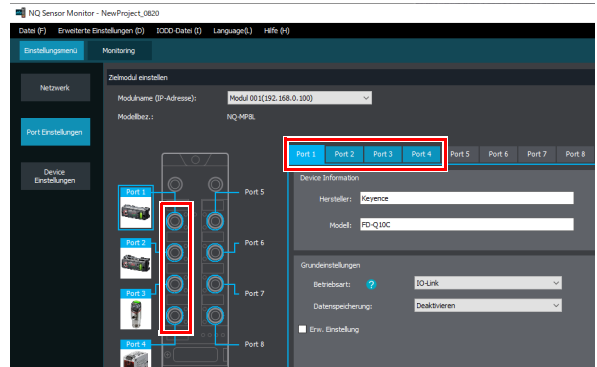 NQ Sensor Monitor - NewProject_0820
Datei (F) Erweiterte Einstellungen (D) IODD-Datei (I) Language(L) Hilfe (H)
Einstellungsmenü Monitoring
Netzwerk
Port Einstellungen
Device
Einstellungen
Zielmodul einstellen
Modulname (IP-Adresse): Modul 001(192.168.0.100)
Modellbez.: NQ-MP8L
Port 1
Port 2
Port 3
Port 4
Port 5
Port 6
Port 7
Port 8
Port 1 Port 2 Port 3 Port 4 Port 5 Port 6 Port 7 Port 8
Device Information
Hersteller: Keyence
Modell: FD-Q10C
Grundeinstellungen
Betriebsart: ? IO-Link
Datenspeicherung: Deaktivieren
Erw. Einstellung